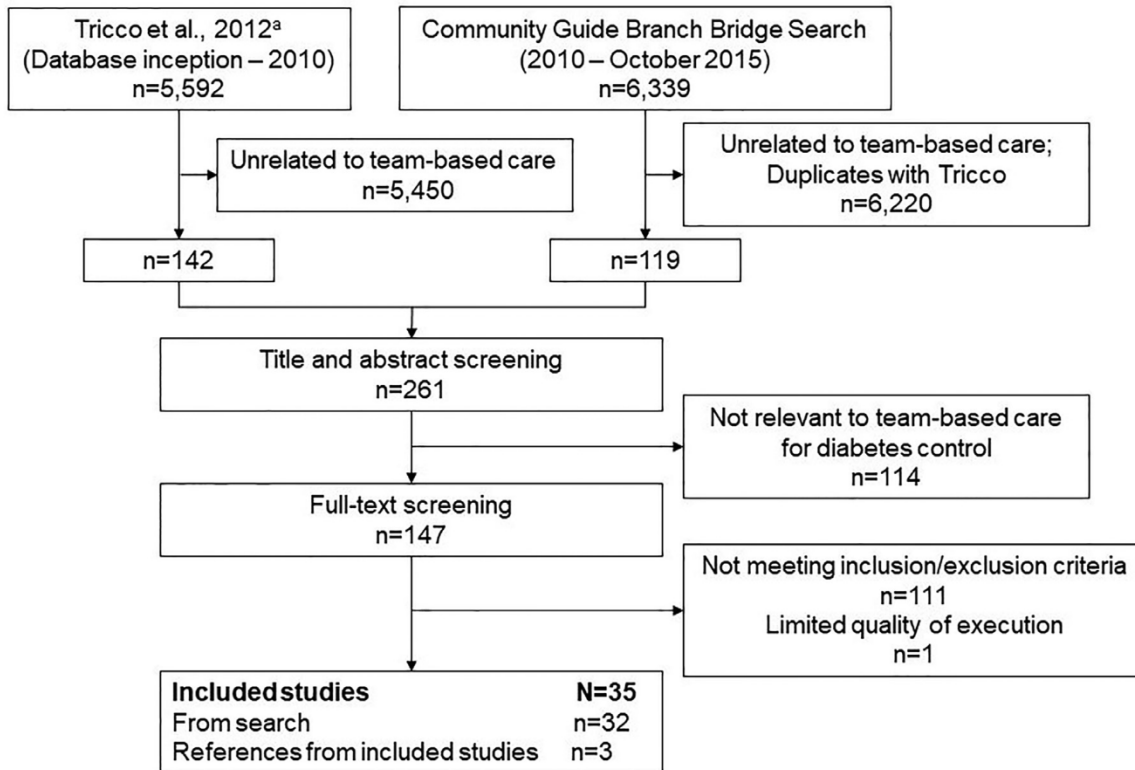 Tricco et al., 2012ᵃ
(Database inception – 2010)
n=5,592
Community Guide Branch Bridge Search
(2010 – October 2015)
n=6,339
Unrelated to team-based care
n=5,450
Unrelated to team-based care;
Duplicates with Tricco
n=6,220
n=142
n=119
Title and abstract screening
n=261
Not relevant to team-based care
for diabetes control
n=114
Full-text screening
n=147
Not meeting inclusion/exclusion criteria
n=111
Limited quality of execution
n=1
Included studies N=35
From search n=32
References from included studies n=3